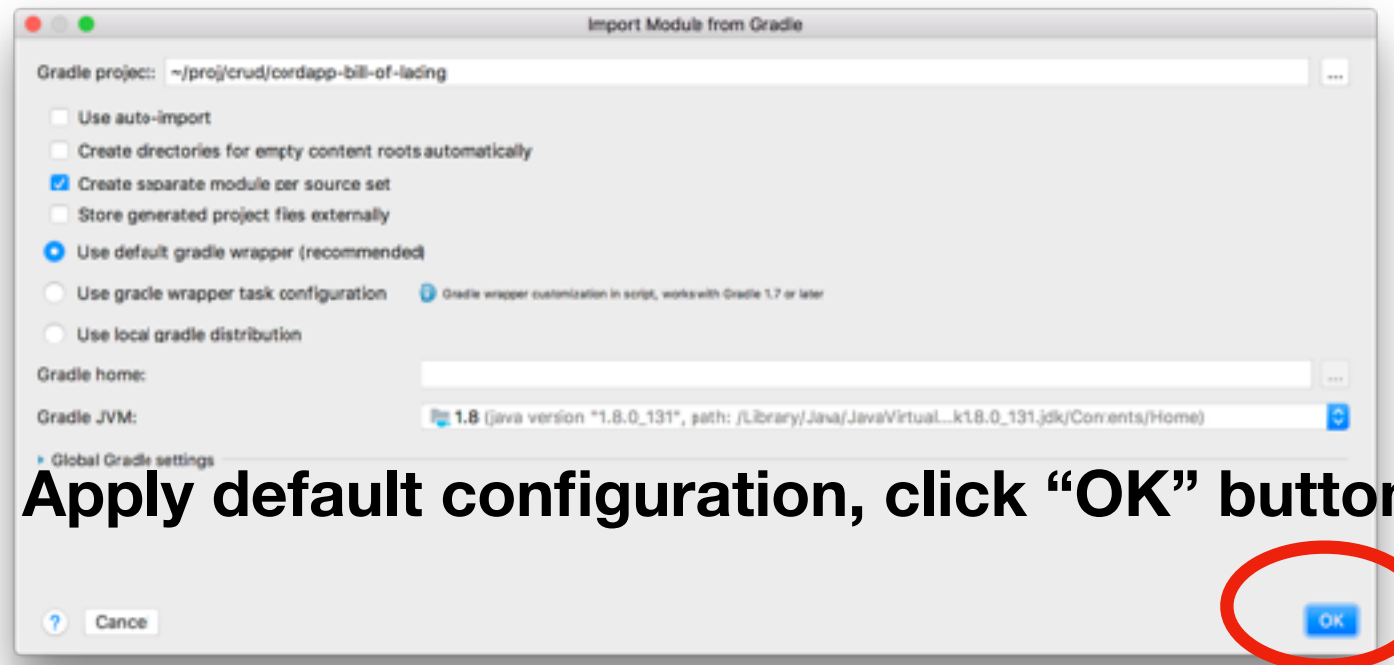 Import Module from Gradle
Gradle project: ~/proj/crud/cordapp-bill-of-lading ...
Use auto-import
Create directories for empty content roots automatically
Create separate module per source set
Store generated project files externally
Use default gradle wrapper (recommended)
Use gradle wrapper task configuration Gradle wrapper customization in script, works with Gradle 1.7 or later
Use local gradle distribution
Gradle home: ...
Gradle JVM: 1.8 (java version "1.8.0_131", path: /Library/Java/JavaVirtual...k1.8.0_131.jdk/Contents/Home)
Global Gradle settings
Apply default configuration, click “OK” button
? Cance OK